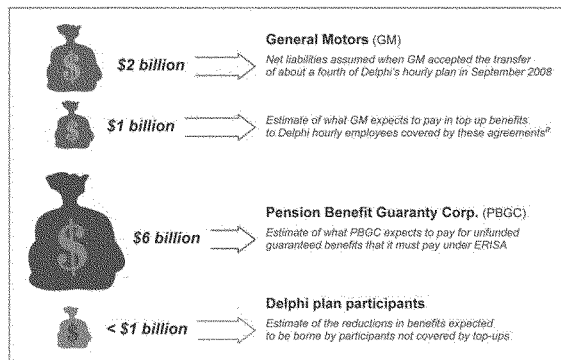 General Motors (GM)
$
$2 billion
Net liabilities assumed when GM accepted the transfer
of about a fourth of Delphi's hourly plan in September 2008
$
$1 billion
Estimate of what GM expects to pay in top up benefits
to Delphi hourly employees covered by these agreements
Pension Benefit Guaranty Corp. (PBGC)
$
$6 billion
Estimate of what PBGC expects to pay for unfunded
guaranteed benefits that it must pay under ERISA
Delphi plan participants
$
< $1 billion
Estimate of the reductions in benefits expected
to be borne by participants not covered by top-ups